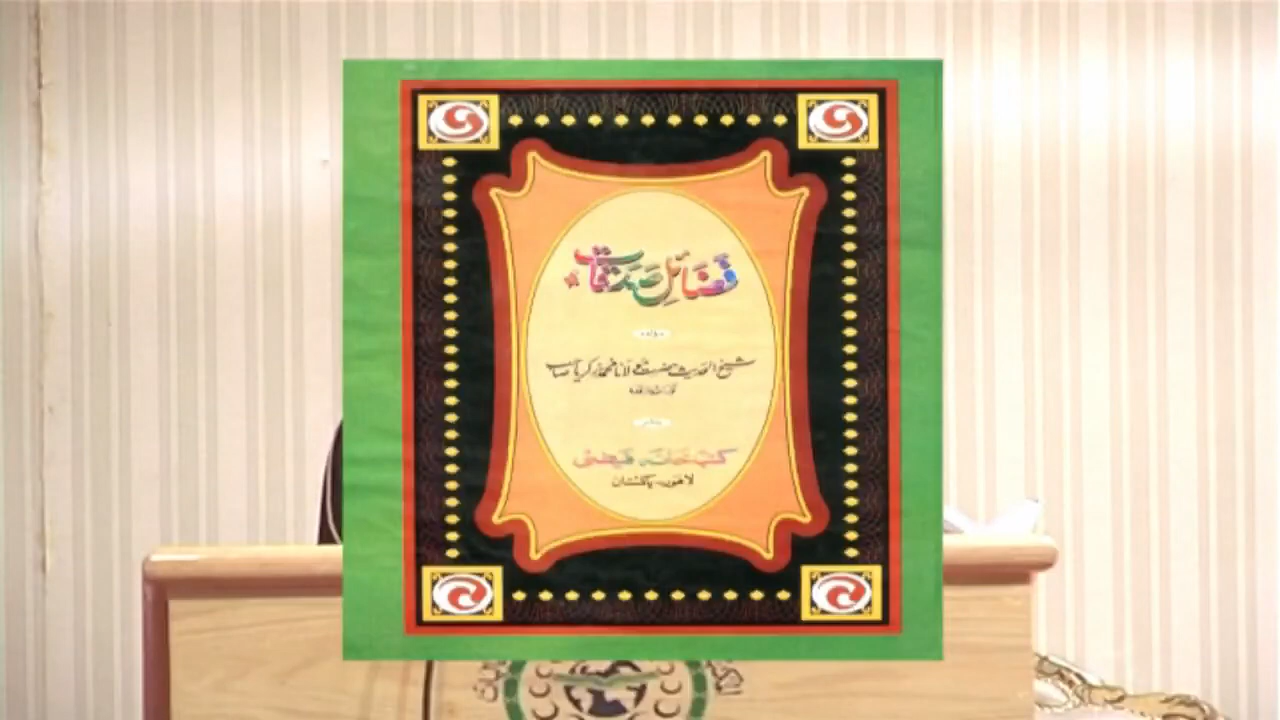 فضائل صدقات
شیخ الحدیث حضرت مولانا محمد زکریا صاحب
کتب خانہ فیضی
لاہور۔ پاکستان